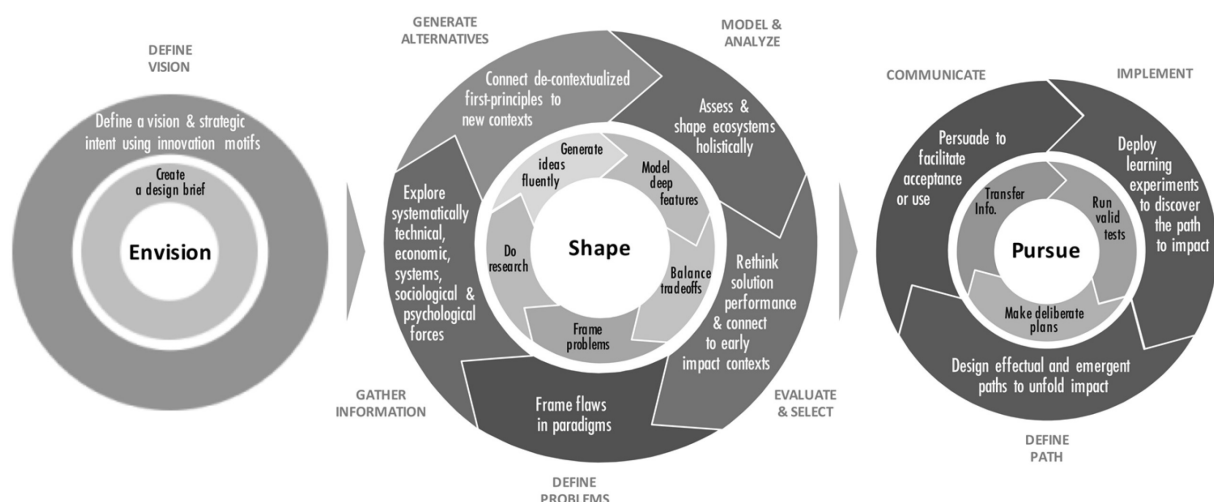 DEFINE
VISION
Define a vision & strategic
intent using innovation motifs
Create
a design brief
Envision
GENERATE
ALTERNATIVES
MODEL &
ANALYZE
Connect de-contextualized
first-principles to
new contexts
Assess &
shape ecosystems
holistically
Generate
ideas
fluently
Model
deep
features
Explore
systematically
technical,
economic,
systems,
sociological &
psychological
forces
Do
research
Shape
Balance
tradeoffs
Rethink
solution
performance
& connect
to early
impact contexts
Frame
problems
Frame flaws
in paradigms
GATHER
INFORMATION
EVALUATE
& SELECT
DEFINE
PROBLEMS
COMMUNICATE
IMPLEMENT
Persuade to
facilitate
acceptance
or use
Deploy
learning
experiments
to discover
the path
to impact
Transfer
Info.
Run
valid
tests
Pursue
Make deliberate
plans
Design effectual and emergent
paths to unfold impact
DEFINE
PATH